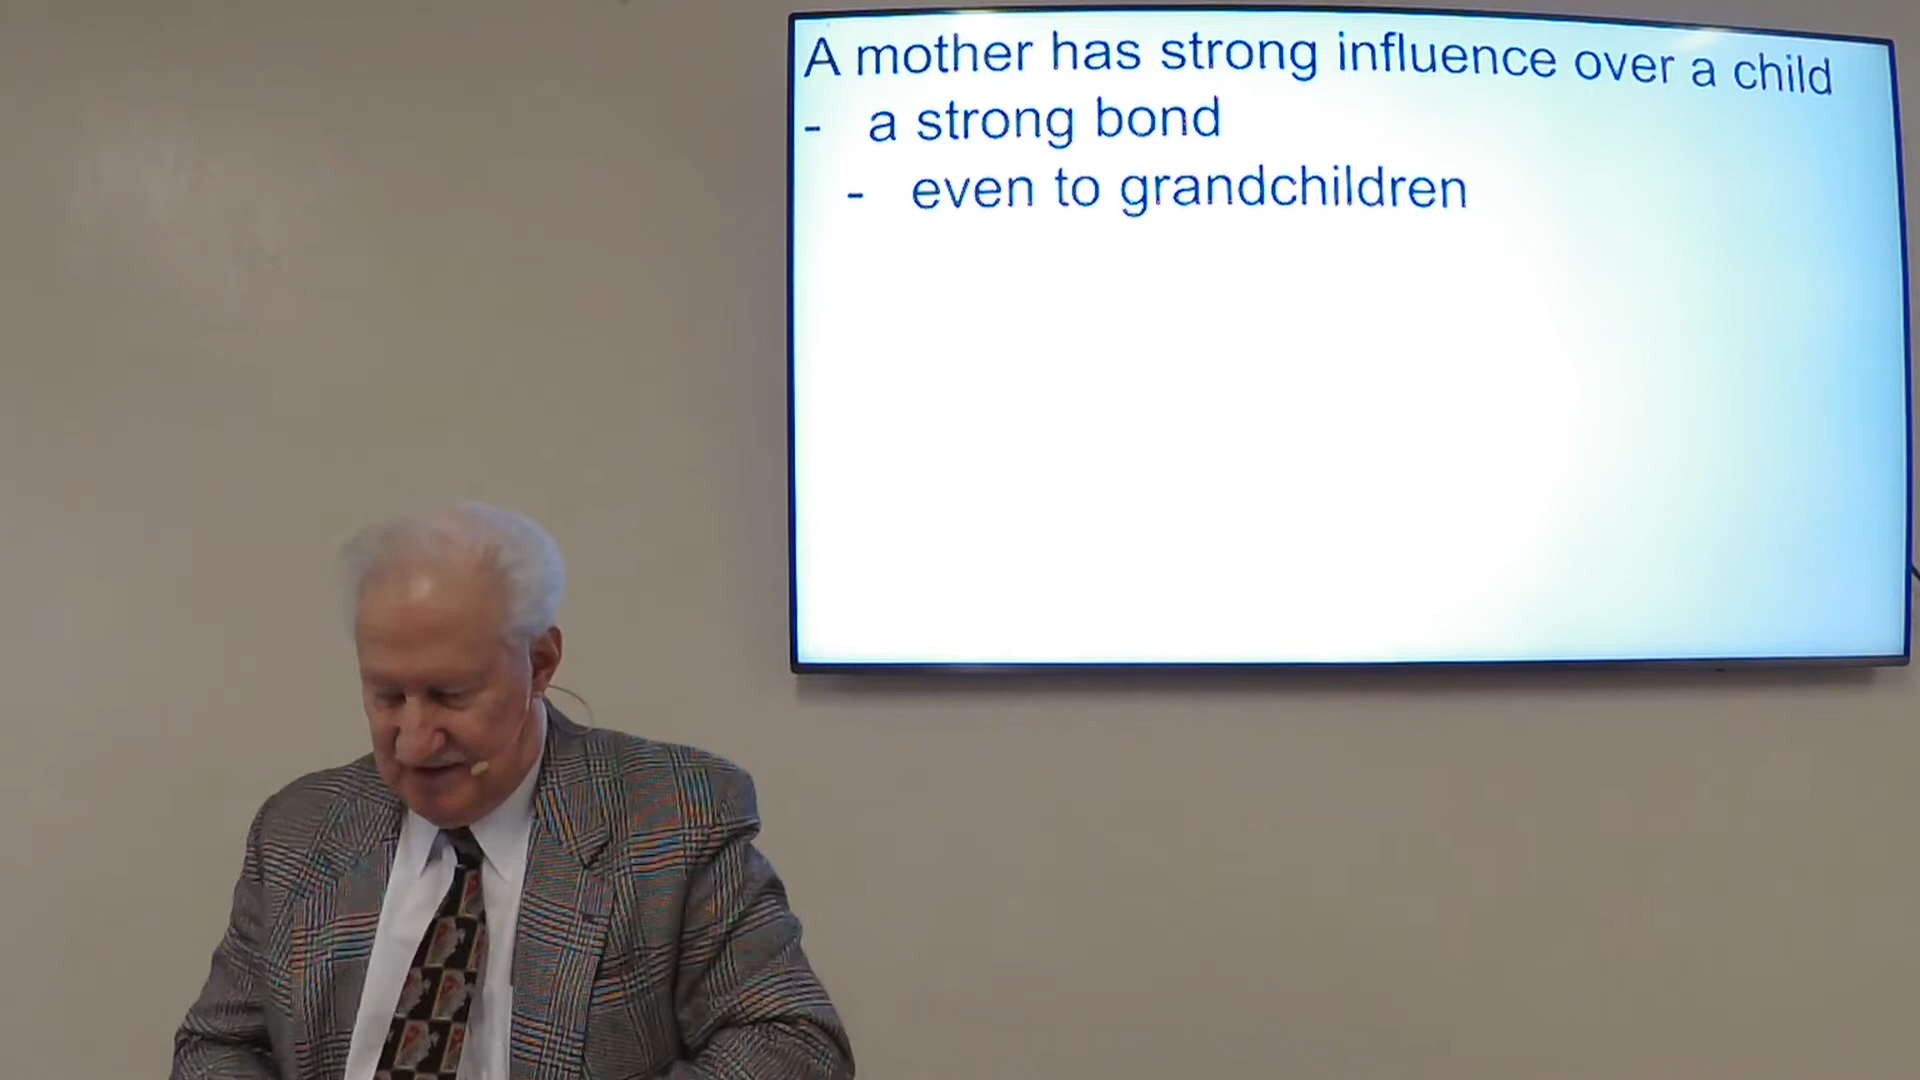 A mother has strong influence over a child
- a strong bond
- even to grandchildren